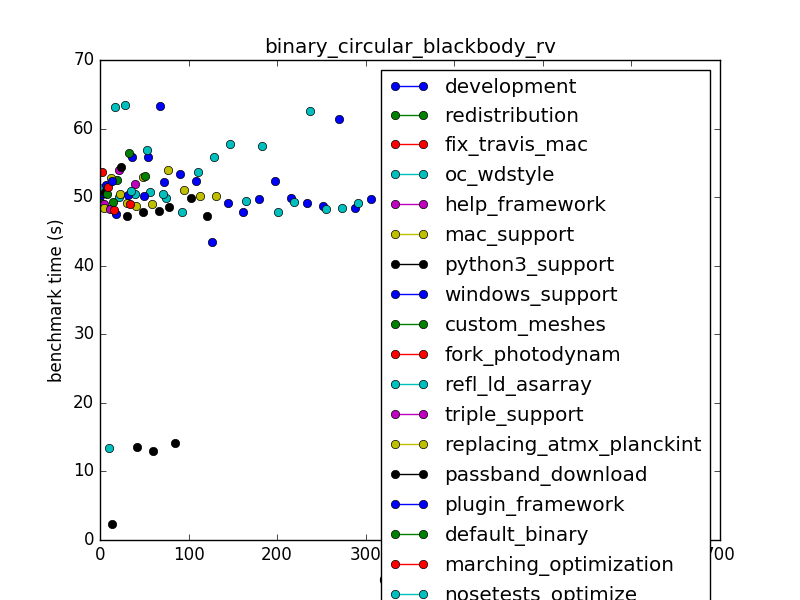 binary_circular_blackbody_rv
benchmark time (s)
70
60
50
40
30
20
10
0
0
100
200
300
700
development
redistribution
fix_travis_mac
oc_wdstyle
help_framework
mac_support
python3_support
windows_support
custom_meshes
fork_photodynam
refl_ld_asarray
triple_support
replacing_atmx_planckint
passband_download
plugin_framework
default_binary
marching_optimization
nosetests_optimize